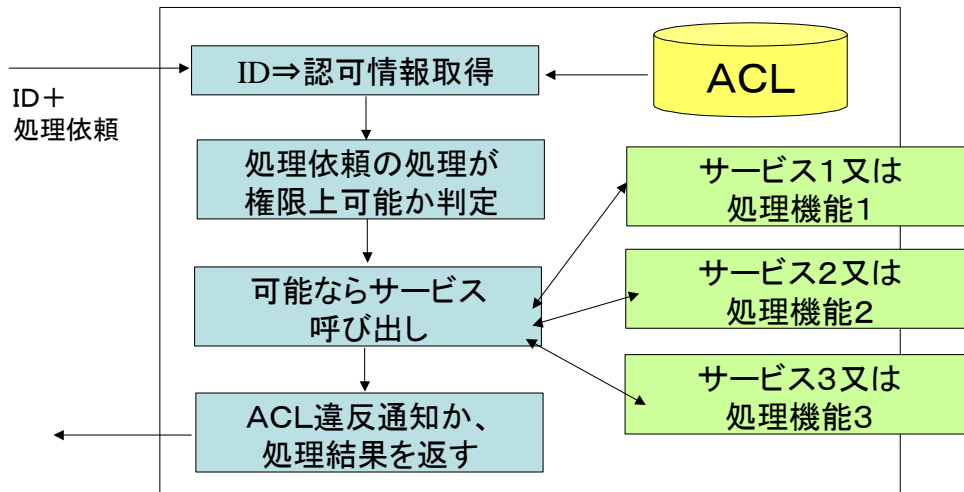 ID⇒認可情報取得
ACL
ID＋
処理依頼
処理依頼の処理が
権限上可能か判定
サービス１又は
処理機能1
可能ならサービス
呼び出し
サービス２又は
処理機能2
サービス３又は
処理機能3
ＡＣＬ違反通知か、
処理結果を返す